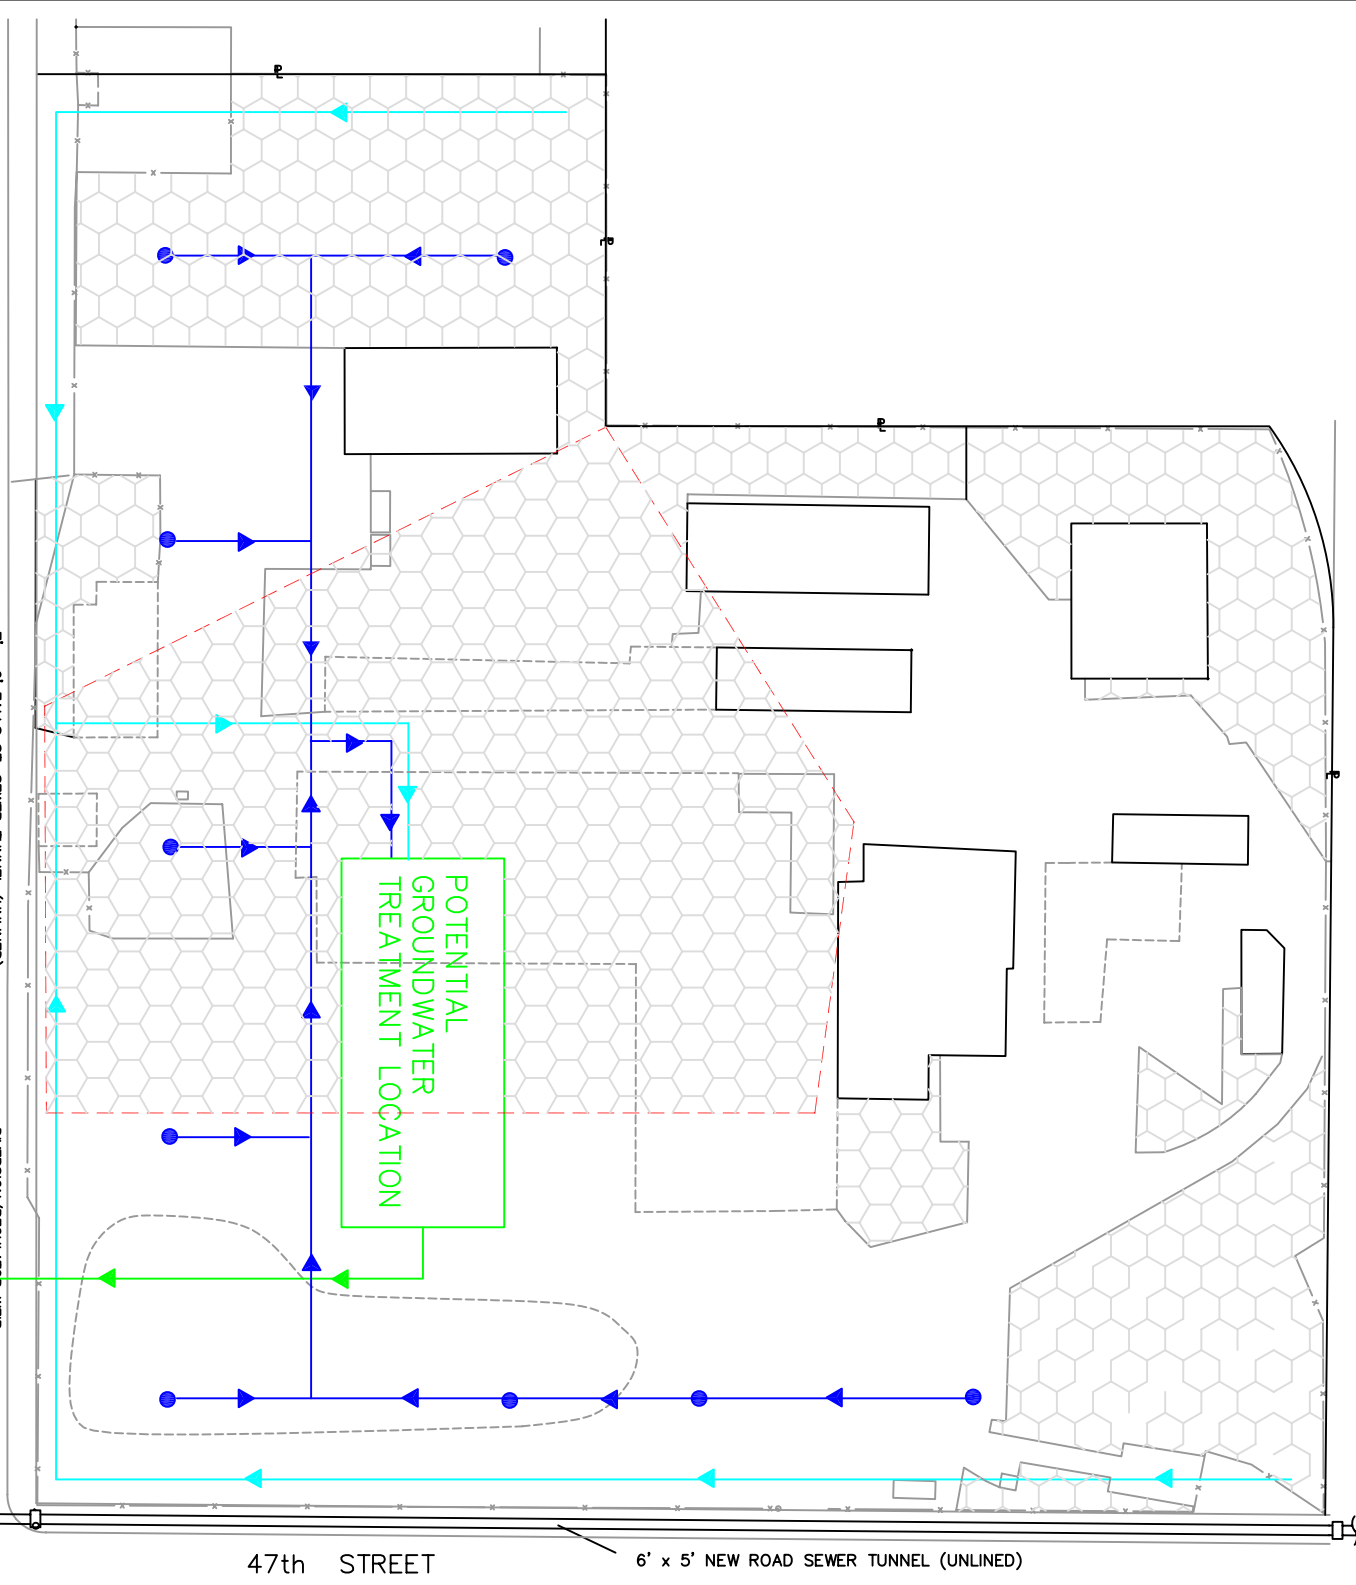 POTENTIAL
GROUNDWATER
TREATMENT LOCATION
47th STREET
6' x 5' NEW ROAD SEWER TUNNEL (UNLINED)